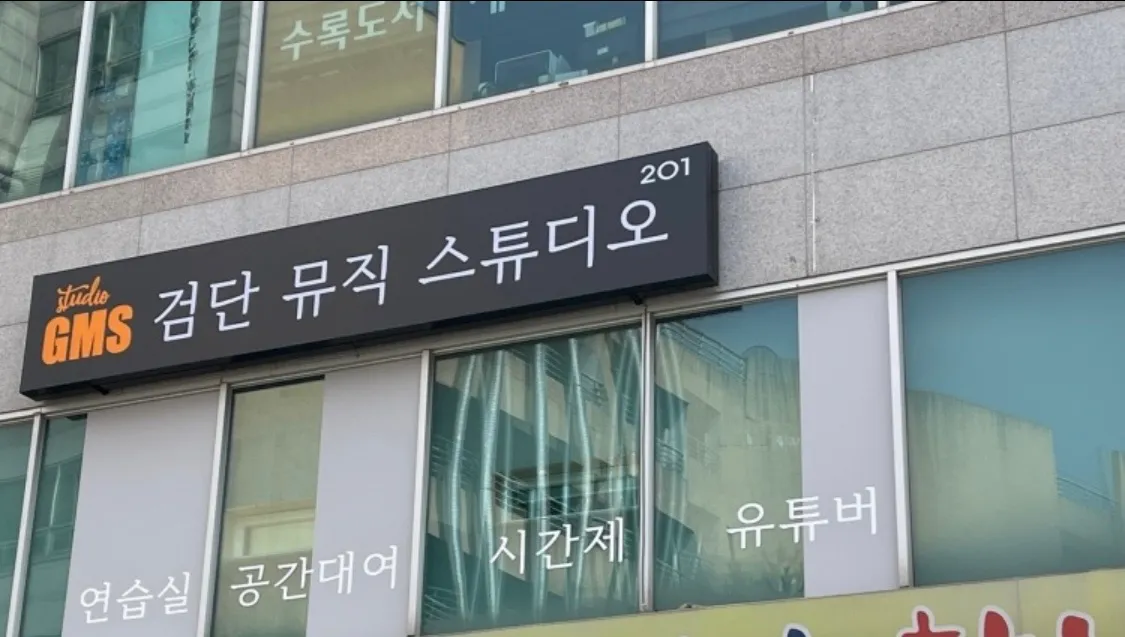 수록도서
201
studio
GMS
검단 뮤직 스튜디오
연습실 공간대여 시간제 유튜버